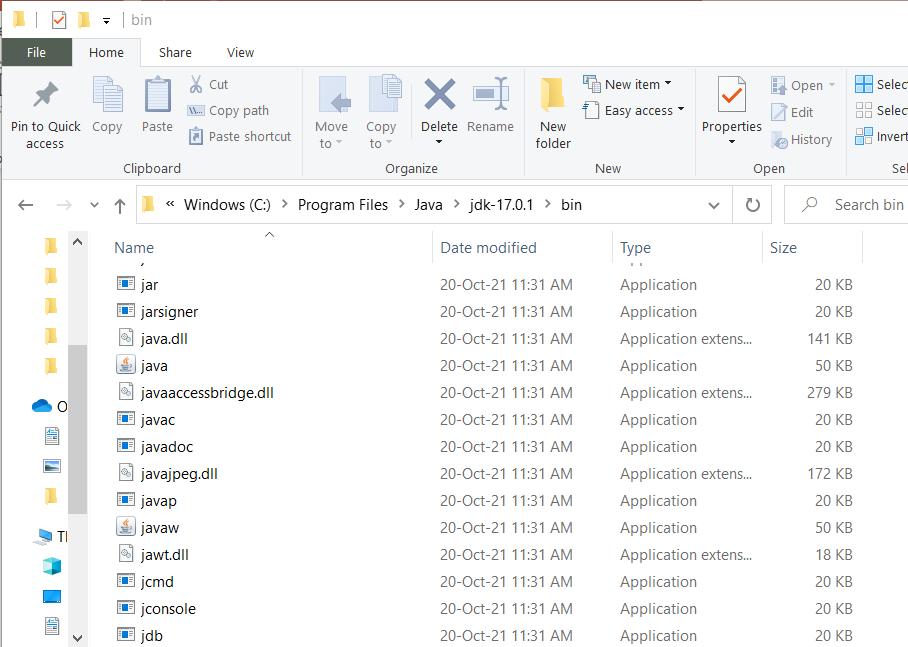 bin
File Home Share View
Pin to Quick access
Copy
Paste
Cut
Copy path
Paste shortcut
Clipboard
Move to
Copy to
Delete
Rename
Organize
New folder
New item
Easy access
New
Properties
Open
Edit
History
Open
Selec
Selec
Invert
Sel
« Windows (C:) > Program Files > Java > jdk-17.0.1 > bin
Search bin
Name Date modified Type Size
jar 20-Oct-21 11:31 AM Application 20 KB
jarsigner 20-Oct-21 11:31 AM Application 20 KB
java.dll 20-Oct-21 11:31 AM Application extens... 141 KB
java 20-Oct-21 11:31 AM Application 50 KB
javaaccessbridge.dll 20-Oct-21 11:31 AM Application extens... 279 KB
javac 20-Oct-21 11:31 AM Application 20 KB
javadoc 20-Oct-21 11:31 AM Application 20 KB
javajpeg.dll 20-Oct-21 11:31 AM Application extens... 172 KB
javap 20-Oct-21 11:31 AM Application 20 KB
javaw 20-Oct-21 11:31 AM Application 50 KB
jawt.dll 20-Oct-21 11:31 AM Application extens... 18 KB
jcmd 20-Oct-21 11:31 AM Application 20 KB
jconsole 20-Oct-21 11:31 AM Application 20 KB
jdb 20-Oct-21 11:31 AM Application 20 KB